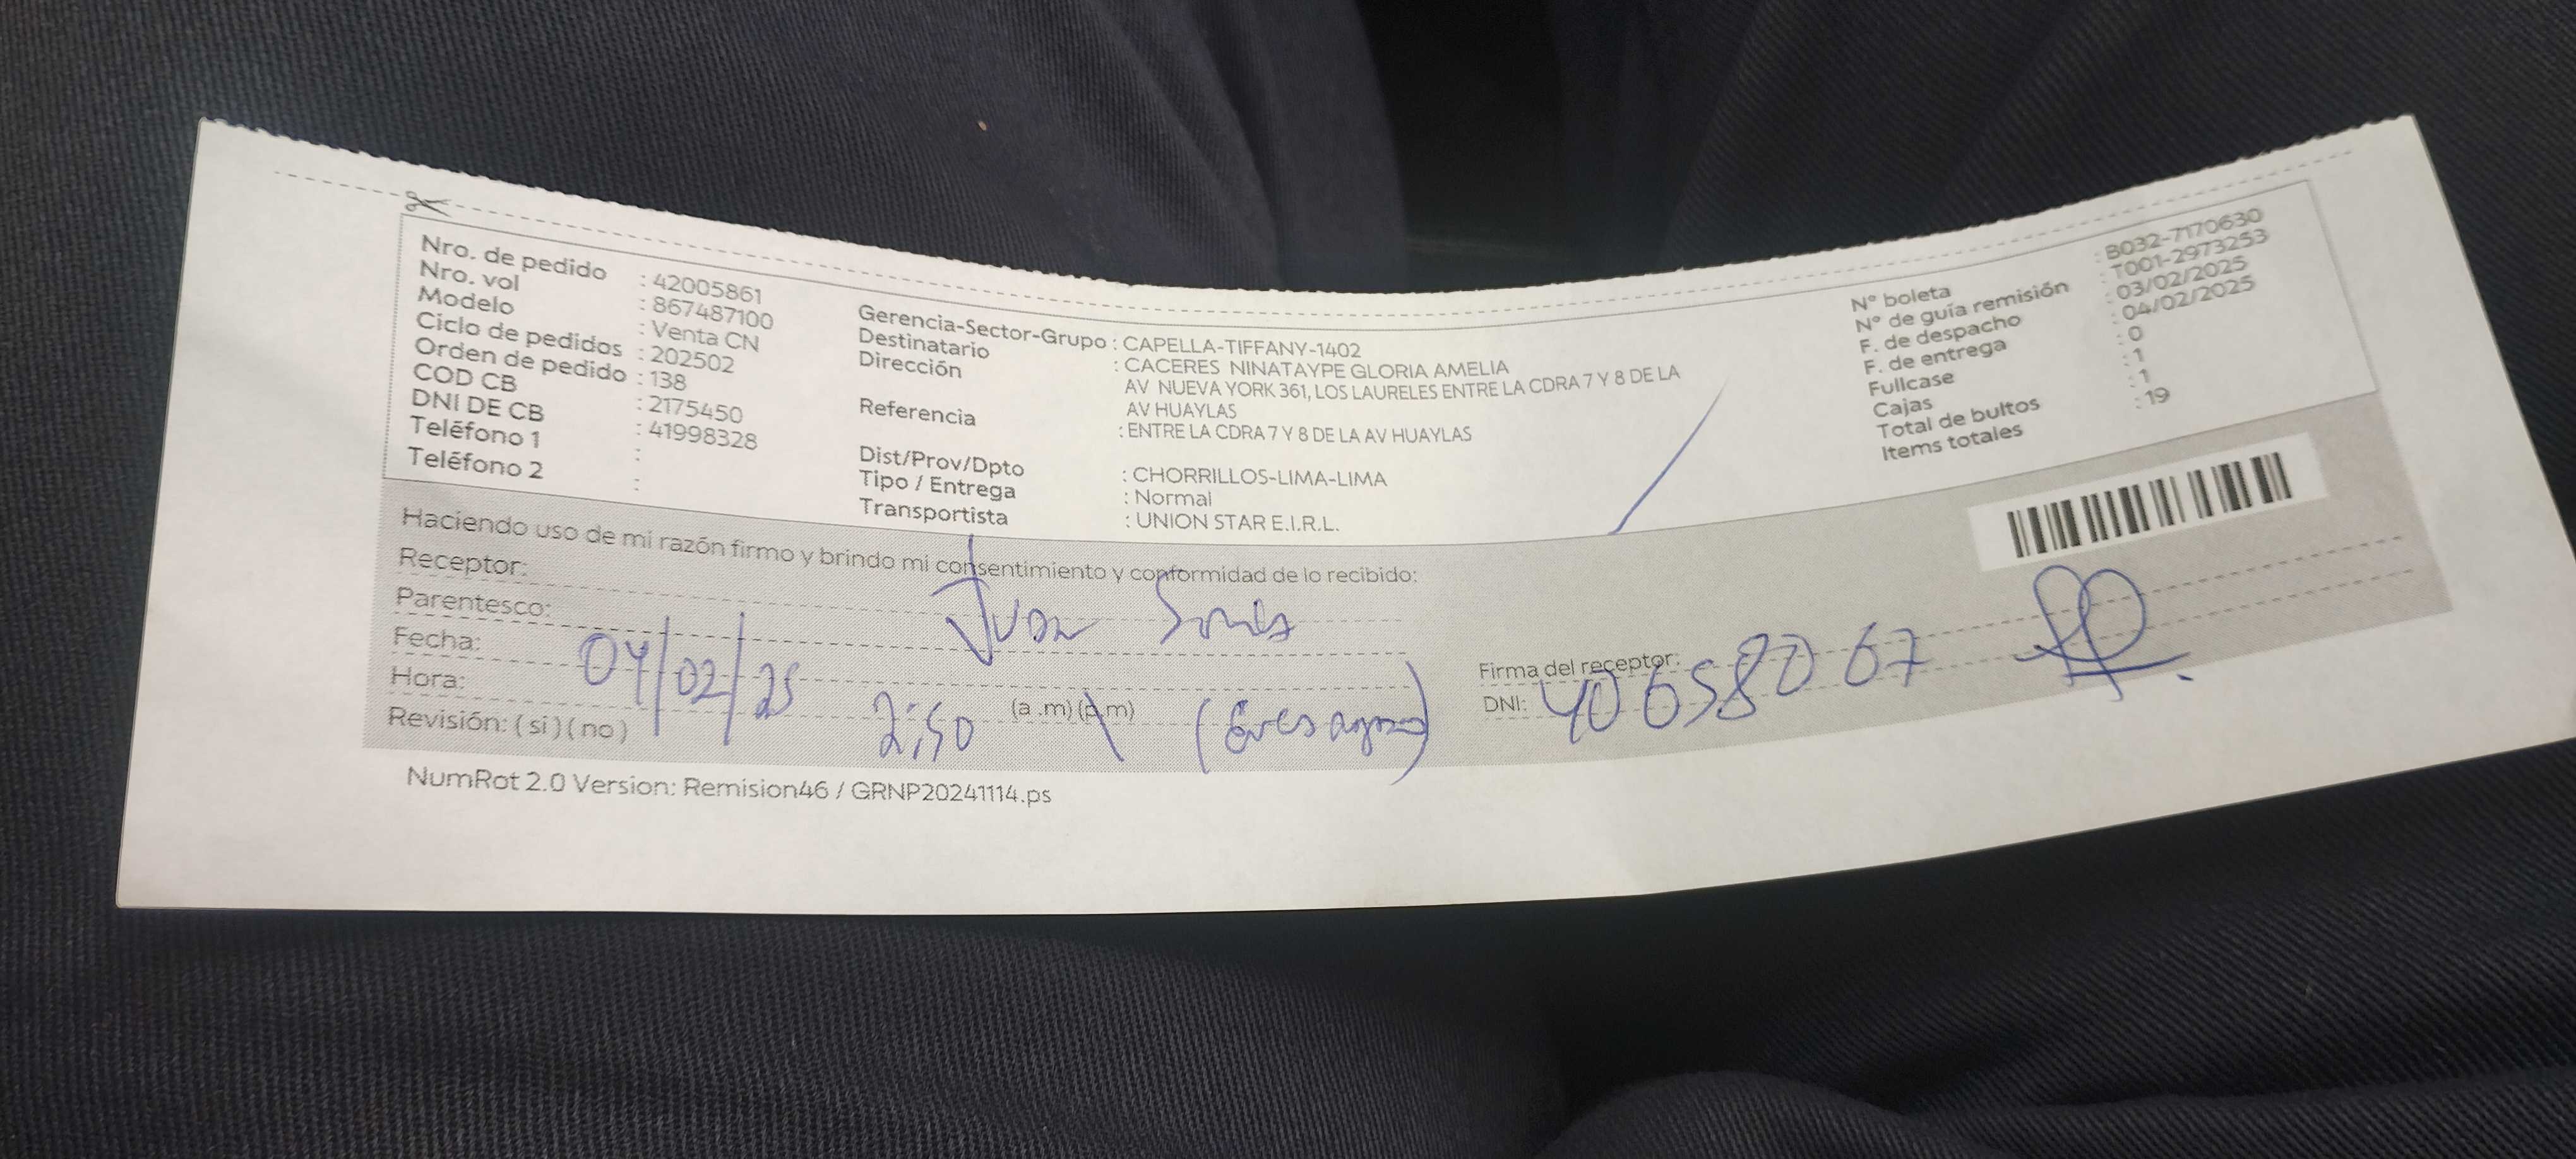 Nro. de pedido : 42005861
Nro. vol : 867487100
Modelo : Venta CN
Ciclo de pedidos : 202502
Orden de pedido : 138
COD CB : 2175450
DNI DE CB : 41998328
Teléfono 1 :
Teléfono 2 :
Gerencia-Sector-Grupo : CAPELLA-TIFFANY-1402
Destinatario : CACERES NINATAYPE GLORIA AMELIA
Dirección AV NUEVA YORK 361, LOS LAURELES ENTRE LA CDRA 7 Y 8 DE LA
AV HUAYLAS
Referencia : ENTRE LA CDRA 7 Y 8 DE LA AV HUAYLAS
Dist/Prov/Dpto : CHORRILLOS-LIMA-LIMA
Tipo / Entrega : Normal
Transportista : UNION STAR E.I.R.L.
N° boleta : B032-7170630
N° de guía remisión : T001-2973253
F. de despacho : 03/02/2025
F. de entrega : 04/02/2025
Fullcase : 0
Cajas : 1
Total de bultos : 1
Items totales : 19
Haciendo uso de mi razón firmo y brindo mi consentimiento y conformidad de lo recibido:
Receptor: Juan
Parentesco:
Fecha: 04/02/25
Hora: 2:50 (a .m) (p.m)
Revisión: ( si ) ( no )
Firma del receptor:
DNI: 40658067
NumRot 2.0 Version: Remision46 / GRNP20241114.ps